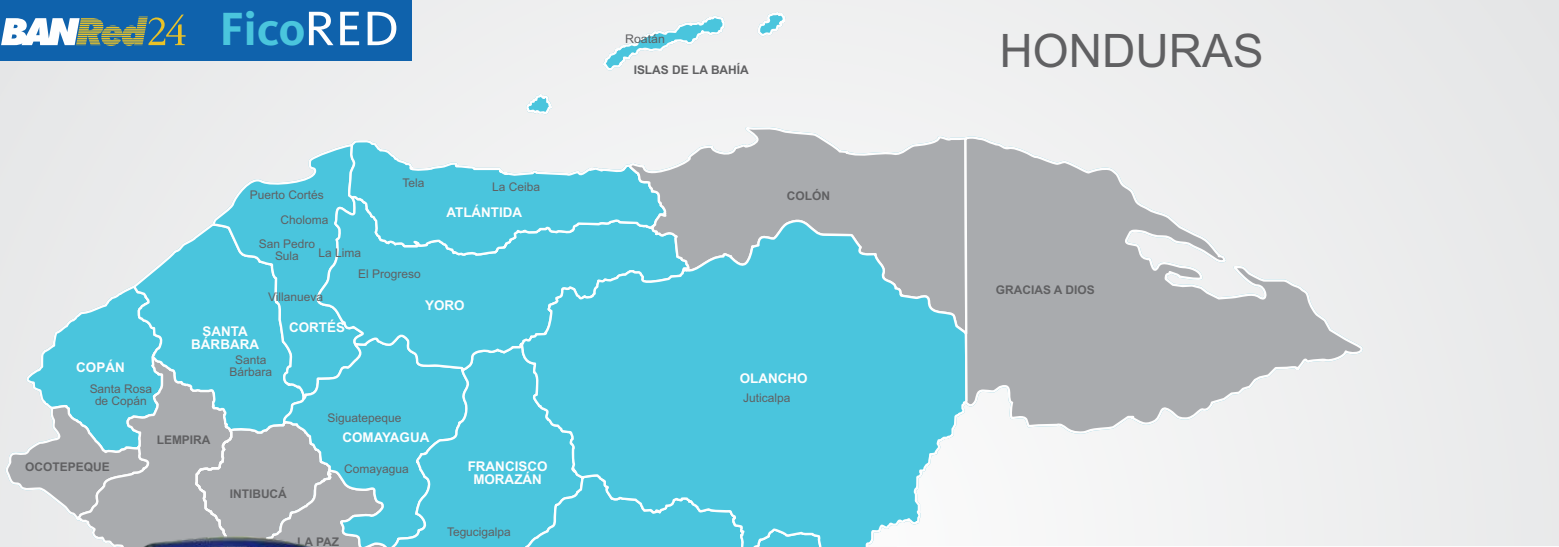 BANRed24 FicoRED
HONDURAS
Roatán
ISLAS DE LA BAHÍA
Puerto Cortés
Choloma
San Pedro
Sula
La Lima
Villanueva
CORTÉS
Tela
La Ceiba
ATLÁNTIDA
COLÓN
GRACIAS A DIOS
El Progreso
YORO
SANTA
BÁRBARA
Santa
Bárbara
COPÁN
Santa Rosa
de Copán
OLANCHO
Juticalpa
Siguatepeque
COMAYAGUA
Comayagua
LEMPIRA
OCOTEPEQUE
INTIBUCÁ
FRANCISCO
MORAZÁN
Tegucigalpa
LA PAZ